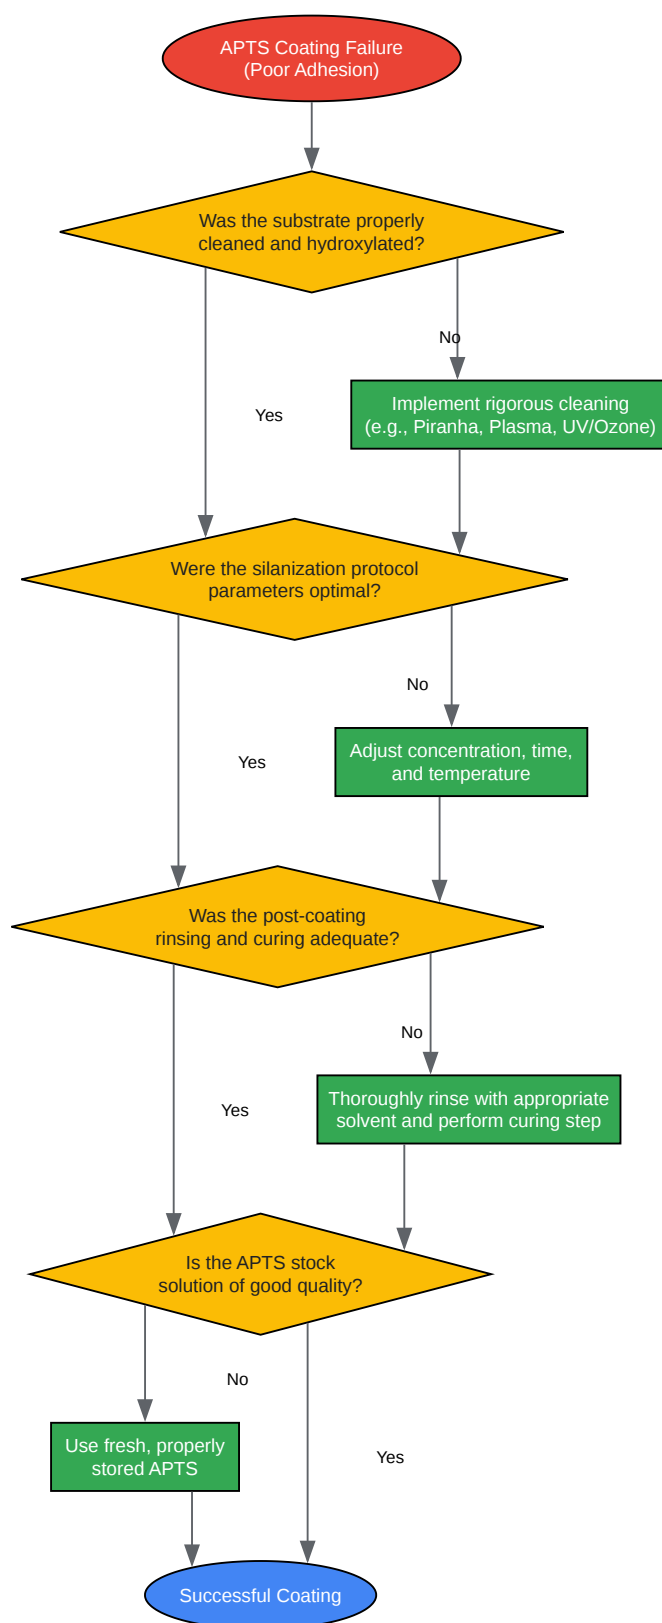 APTS Coating Failure
(Poor Adhesion)
Was the substrate properly
cleaned and hydroxylated?
No
Implement rigorous cleaning
(e.g., Piranha, Plasma, UV/Ozone)
Yes
Were the silanization protocol
parameters optimal?
No
Adjust concentration, time,
and temperature
Yes
Was the post-coating
rinsing and curing adequate?
No
Thoroughly rinse with appropriate
solvent and perform curing step
Yes
Is the APTS stock
solution of good quality?
No
Use fresh, properly
stored APTS
Yes
Successful Coating